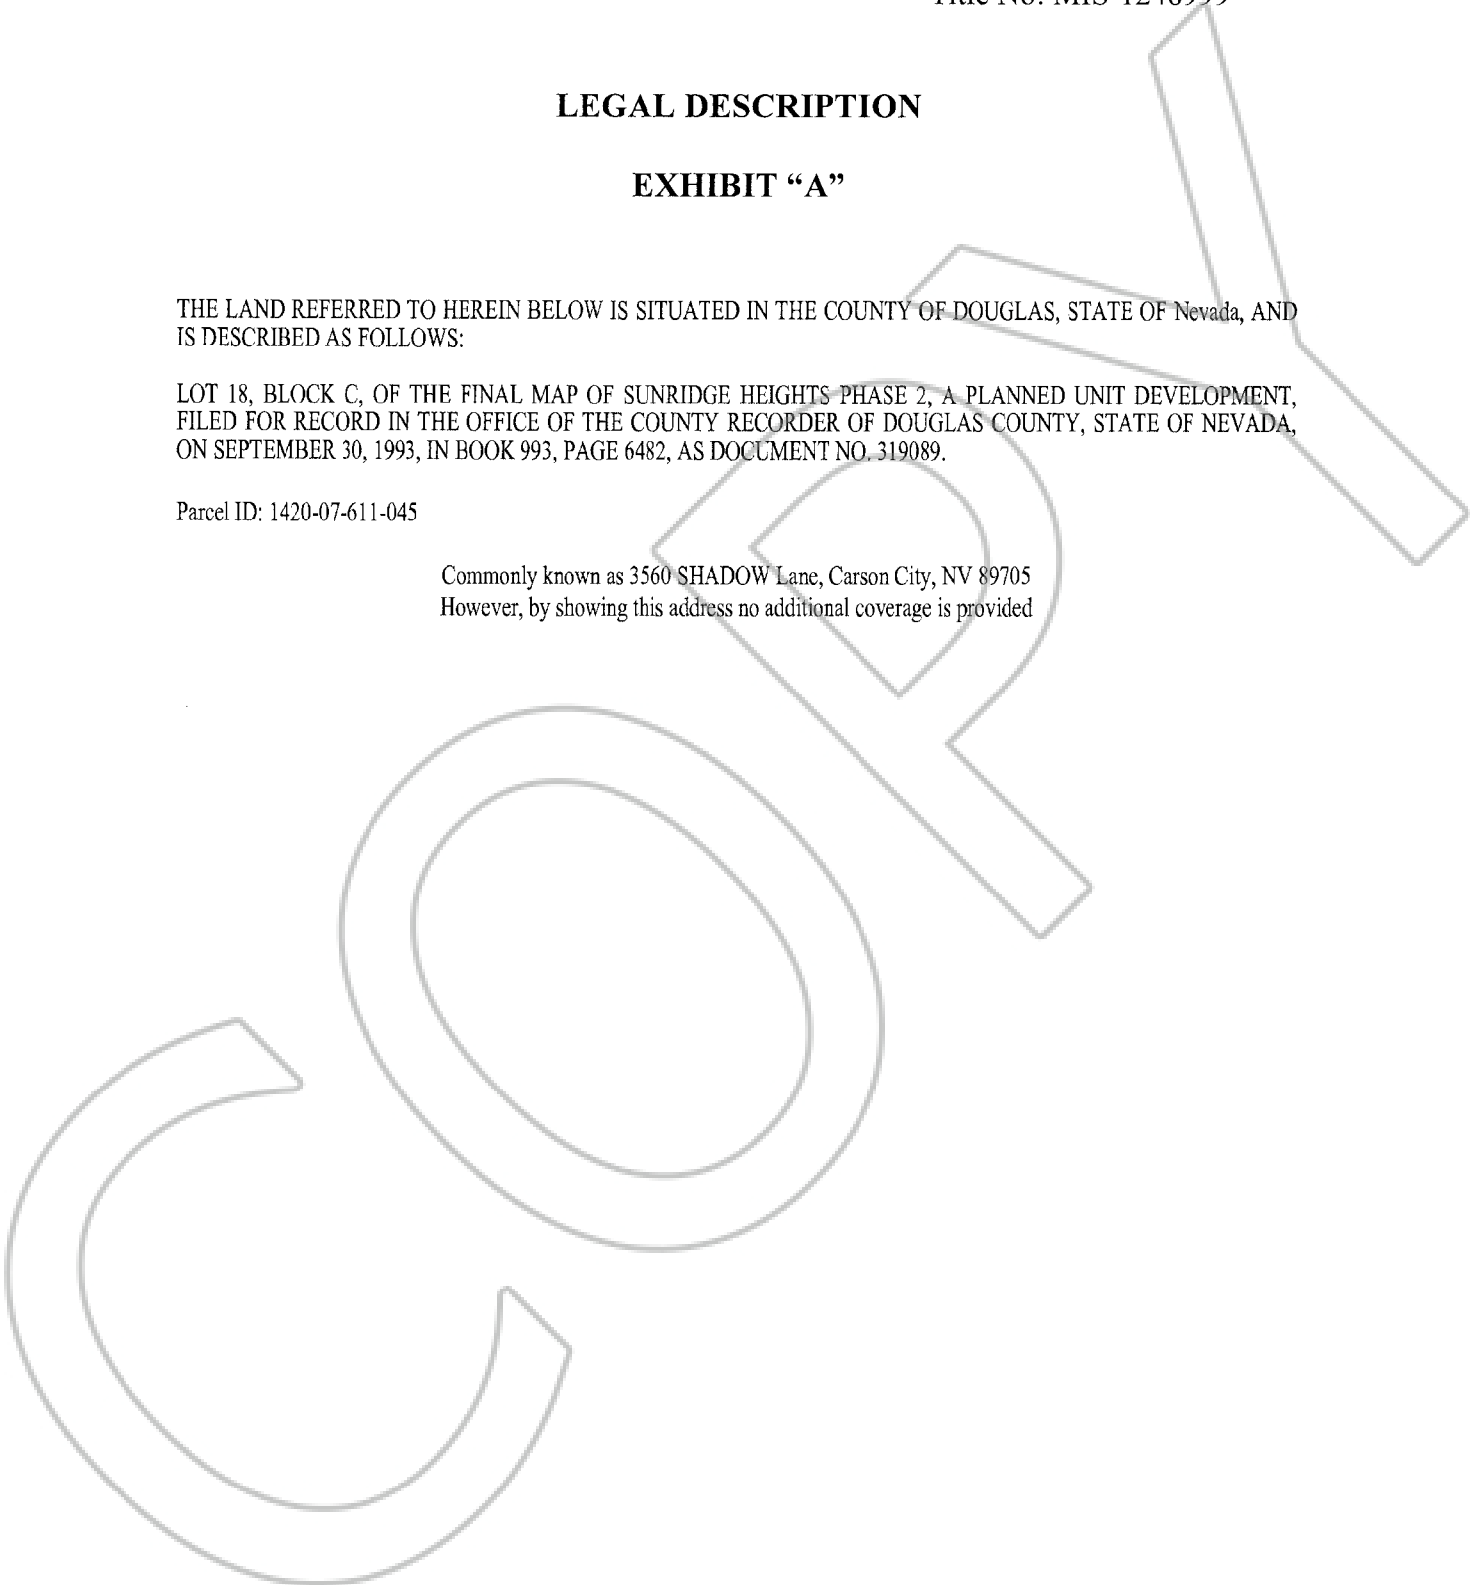 Title No: MIS-
LEGAL DESCRIPTION
EXHIBIT “A”
THE LAND REFERRED TO HEREIN BELOW IS SITUATED IN THE COUNTY OF DOUGLAS, STATE OF Nevada, AND
IS DESCRIBED AS FOLLOWS:
LOT 18, BLOCK C, OF THE FINAL MAP OF SUNRIDGE HEIGHTS PHASE 2, A PLANNED UNIT DEVELOPMENT,
FILED FOR RECORD IN THE OFFICE OF THE COUNTY RECORDER OF DOUGLAS COUNTY, STATE OF NEVADA,
ON SEPTEMBER 30, 1993, IN BOOK 993, PAGE 6482, AS DOCUMENT NO. 319089.
Parcel ID: 1420-07-611-045
Commonly known as 3560 SHADOW Lane, Carson City, NV 89705
However, by showing this address no additional coverage is provided
COPY